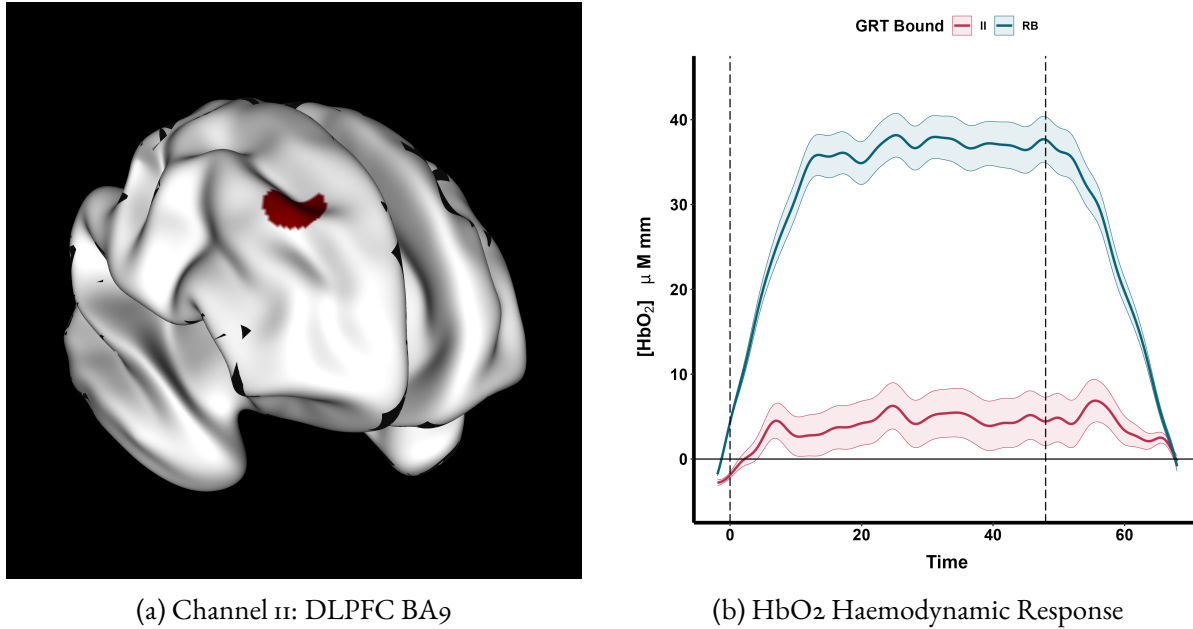 GRT Bound II RB
[HbO₂] μ M mm
40
30
20
10
0
0 20 40 60
Time
(a) Channel 11: DLPFC BA9
(b) HbO2 Haemodynamic Response